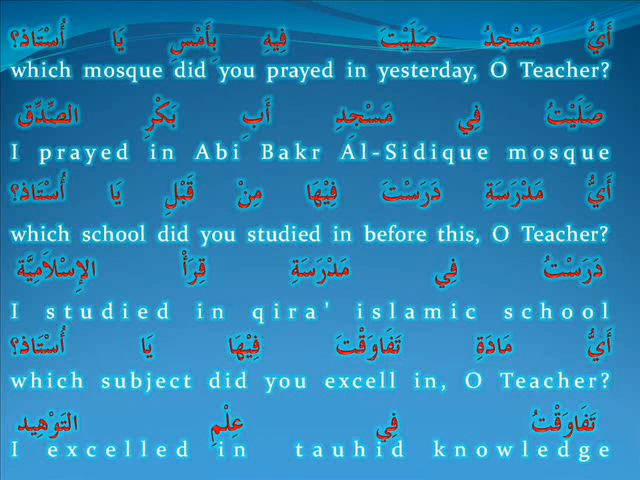 أَيُّ مَسْجِدُ صَلَيْتَ فِيهِ بِأَمْسِ يَا أُسْتَاذ؟
which mosque did you prayed in yesterday, O Teacher?
صَلَيْتُ فِي مَسْجِدِ أَبِ بَكْرِ الصِّدِّق
I prayed in Abi Bakr Al-Sidique mosque
أَيُّ مَدْرَسَةِ دَرَسْتَ فِيْهَا مِنْ قَبْلِ يَا أُسْتَاذ؟
which school did you studied in before this, O Teacher?
دَرَسْتُ فِي مَدْرَسَةِ قِرَأْ الإِسْلَامِيَّة
I studied in qira' islamic school
أَيُّ مَادَةِ تَفَاوَقْتَ فِيْهَا يَا أُسْتَاذ؟
which subject did you excell in, O Teacher?
تَفَاوَقْتُ فِي عِلْمِ التَوْهِيد
I excelled in tauhid knowledge